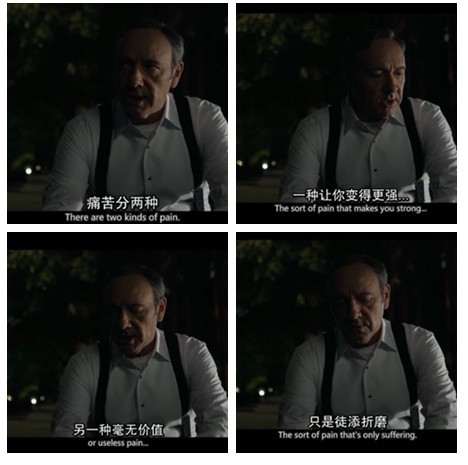 痛苦分两种
There are two kinds of pain.
一种让你变得更强...
The sort of pain that makes you strong...
另一种毫无价值
or useless pain...
只是徒添折磨
The sort of pain that's only suffering.